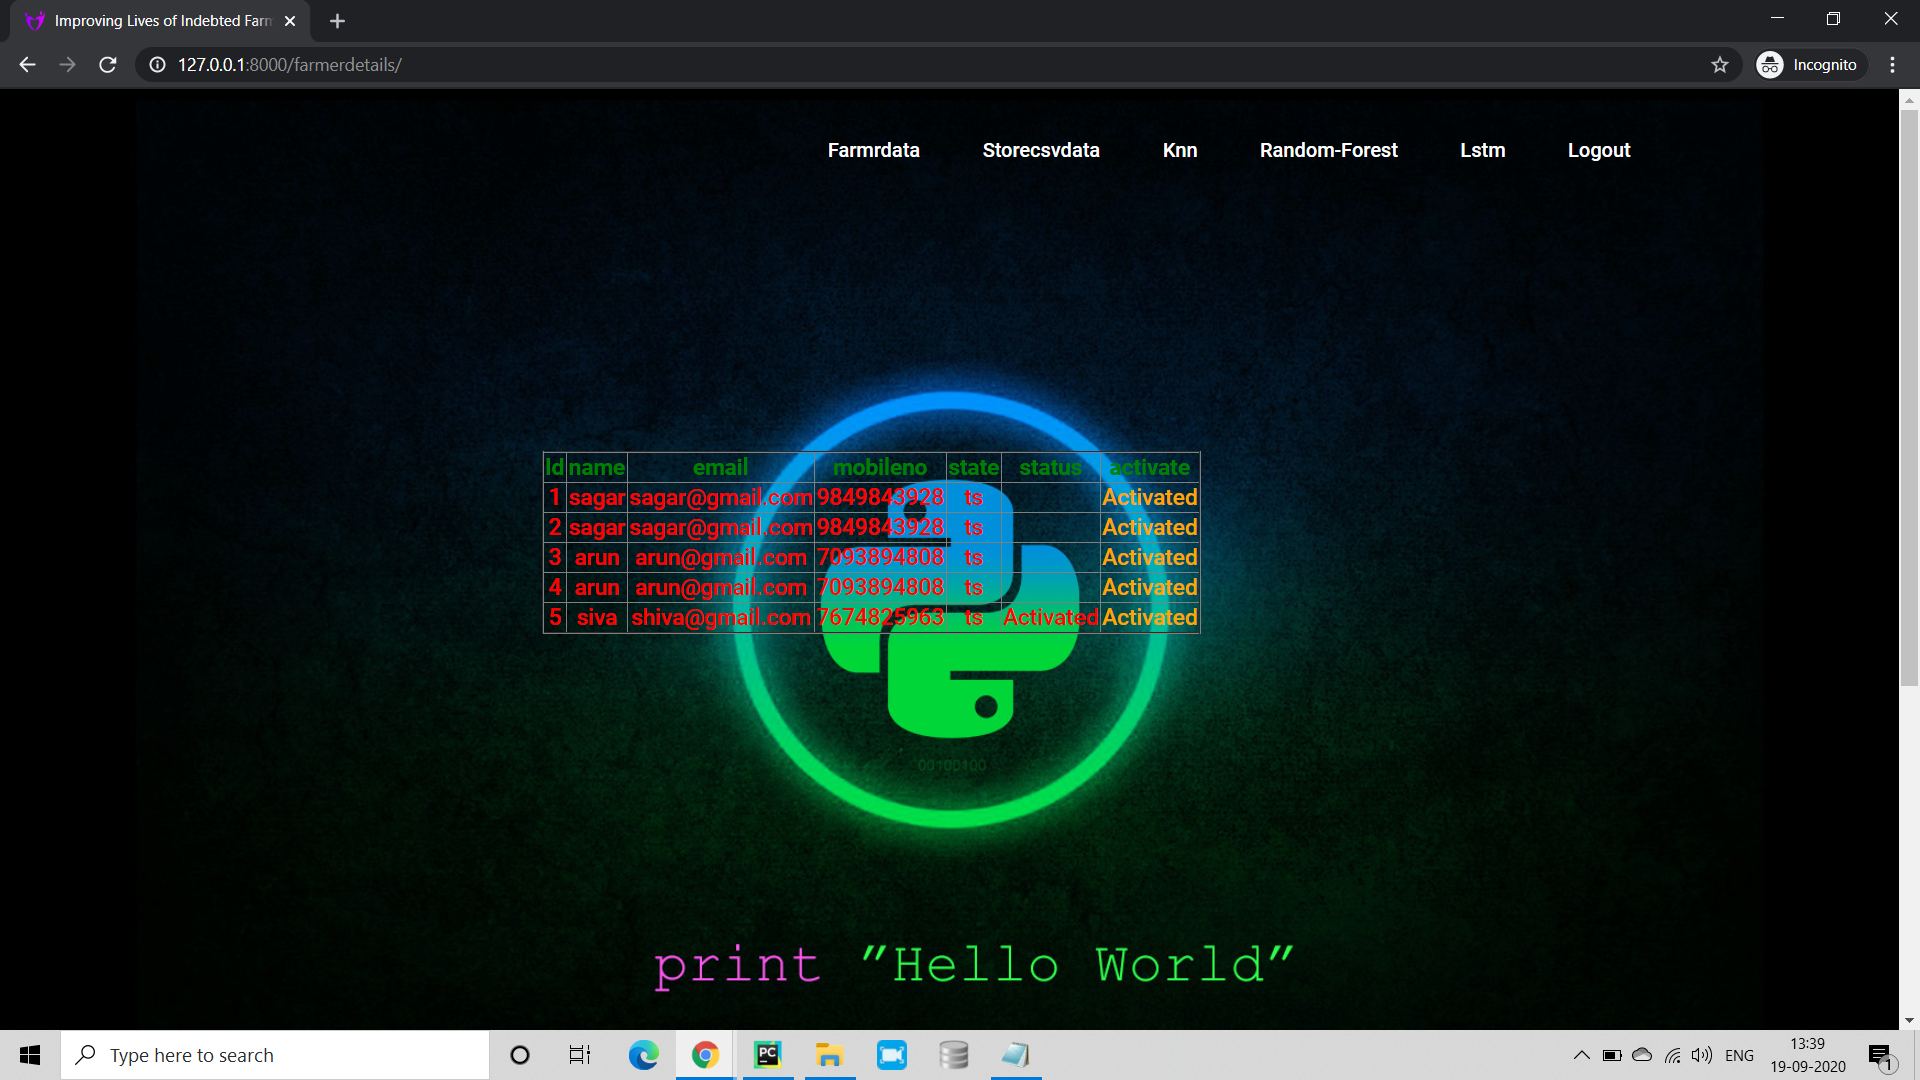 Improving Lives of Indebted Farm
127.0.0.1:8000/farmerdetails/
Incognito
Farmrdata Storecsvdata Knn Random-Forest Lstm Logout
Id name email mobileno state status activate
1 sagar sagar@gmail.com 9849843928 ts Activated
2 sagar sagar@gmail.com 9849843928 ts Activated
3 arun arun@gmail.com 7093894808 ts Activated
4 arun arun@gmail.com 7093894808 ts Activated
5 siva shiva@gmail.com 7674825963 ts Activated Activated
00100100
print "Hello World"
Type here to search
PC
ENG
13:39
19-09-2020
1